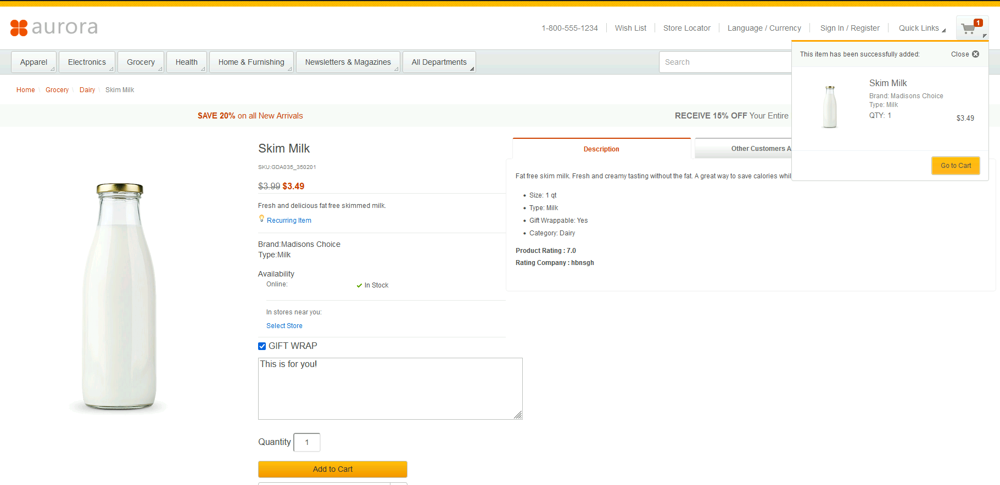 aurora
1-800-555-1234
Wish List
Store Locator
Language / Currency
Sign In / Register
Quick Links
1
Apparel
Electronics
Grocery
Health
Home & Furnishing
Newsletters & Magazines
All Departments
Search
This item has been successfully added:
Close
Skim Milk
Brand: Madisons Choice
Type: Milk
QTY: 1
$3.49
Go to Cart
Home \ Grocery \ Dairy \ Skim Milk
SAVE 20% on all New Arrivals
RECEIVE 15% OFF Your Entire
Skim Milk
SKU:GDA035_350201
$3.99 $3.49
Fresh and delicious fat free skimmed milk.
Recurring Item
Brand:Madisons Choice
Type:Milk
Availability
Online:
In Stock
In stores near you:
Select Store
GIFT WRAP
This is for you!
Quantity 1
Add to Cart
Description
Other Customers A
Fat free skim milk. Fresh and creamy tasting without the fat. A great way to save calories whil
Size: 1 qt
Type: Milk
Gift Wrappable: Yes
Category: Dairy
Product Rating : 7.0
Rating Company : hbnsgh